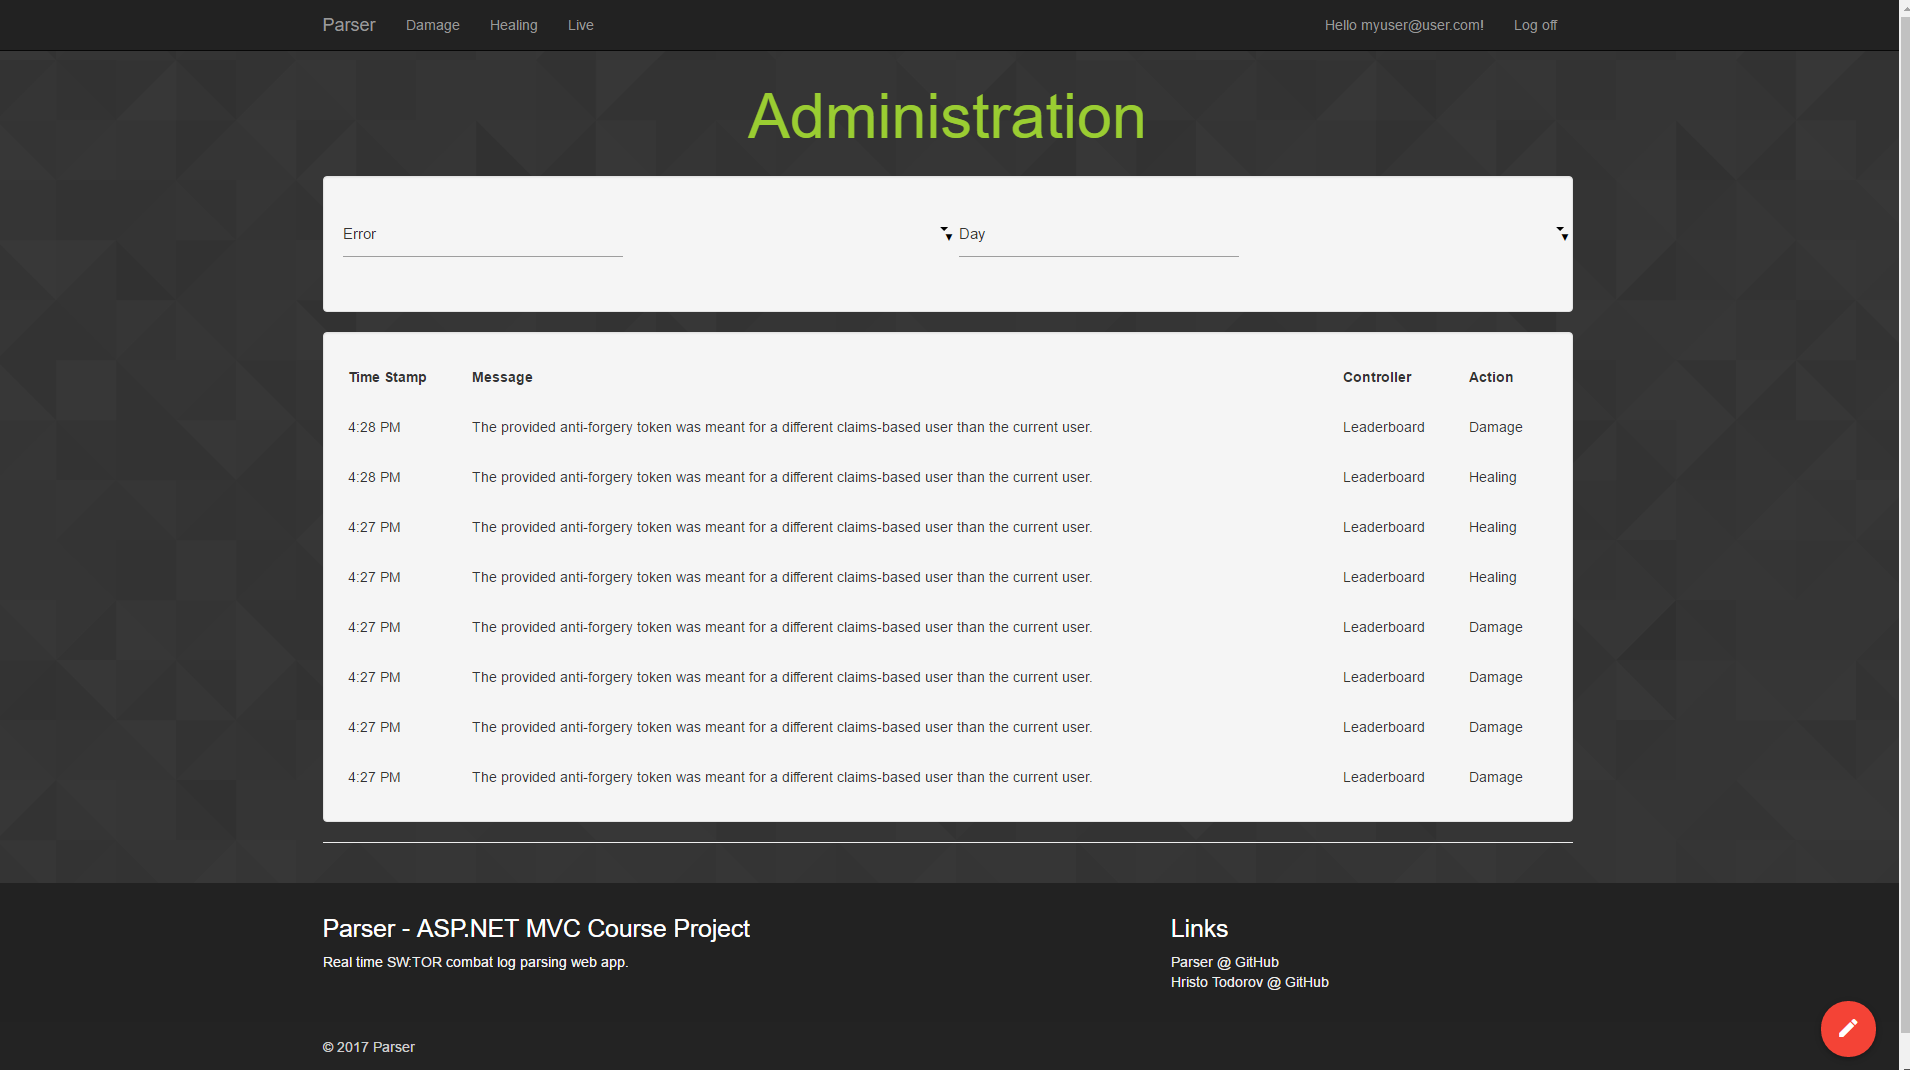 Parser Damage Healing Live Hello myuser@user.com! Log off
Administration
Error Day
Time Stamp Message Controller Action
4:28 PM The provided anti-forgery token was meant for a different claims-based user than the current user. Leaderboard Damage
4:28 PM The provided anti-forgery token was meant for a different claims-based user than the current user. Leaderboard Healing
4:27 PM The provided anti-forgery token was meant for a different claims-based user than the current user. Leaderboard Healing
4:27 PM The provided anti-forgery token was meant for a different claims-based user than the current user. Leaderboard Healing
4:27 PM The provided anti-forgery token was meant for a different claims-based user than the current user. Leaderboard Damage
4:27 PM The provided anti-forgery token was meant for a different claims-based user than the current user. Leaderboard Damage
4:27 PM The provided anti-forgery token was meant for a different claims-based user than the current user. Leaderboard Damage
4:27 PM The provided anti-forgery token was meant for a different claims-based user than the current user. Leaderboard Damage
Parser - ASP.NET MVC Course Project
Real time SW:TOR combat log parsing web app.
Links
Parser @ GitHub
Hristo Todorov @ GitHub
© 2017 Parser